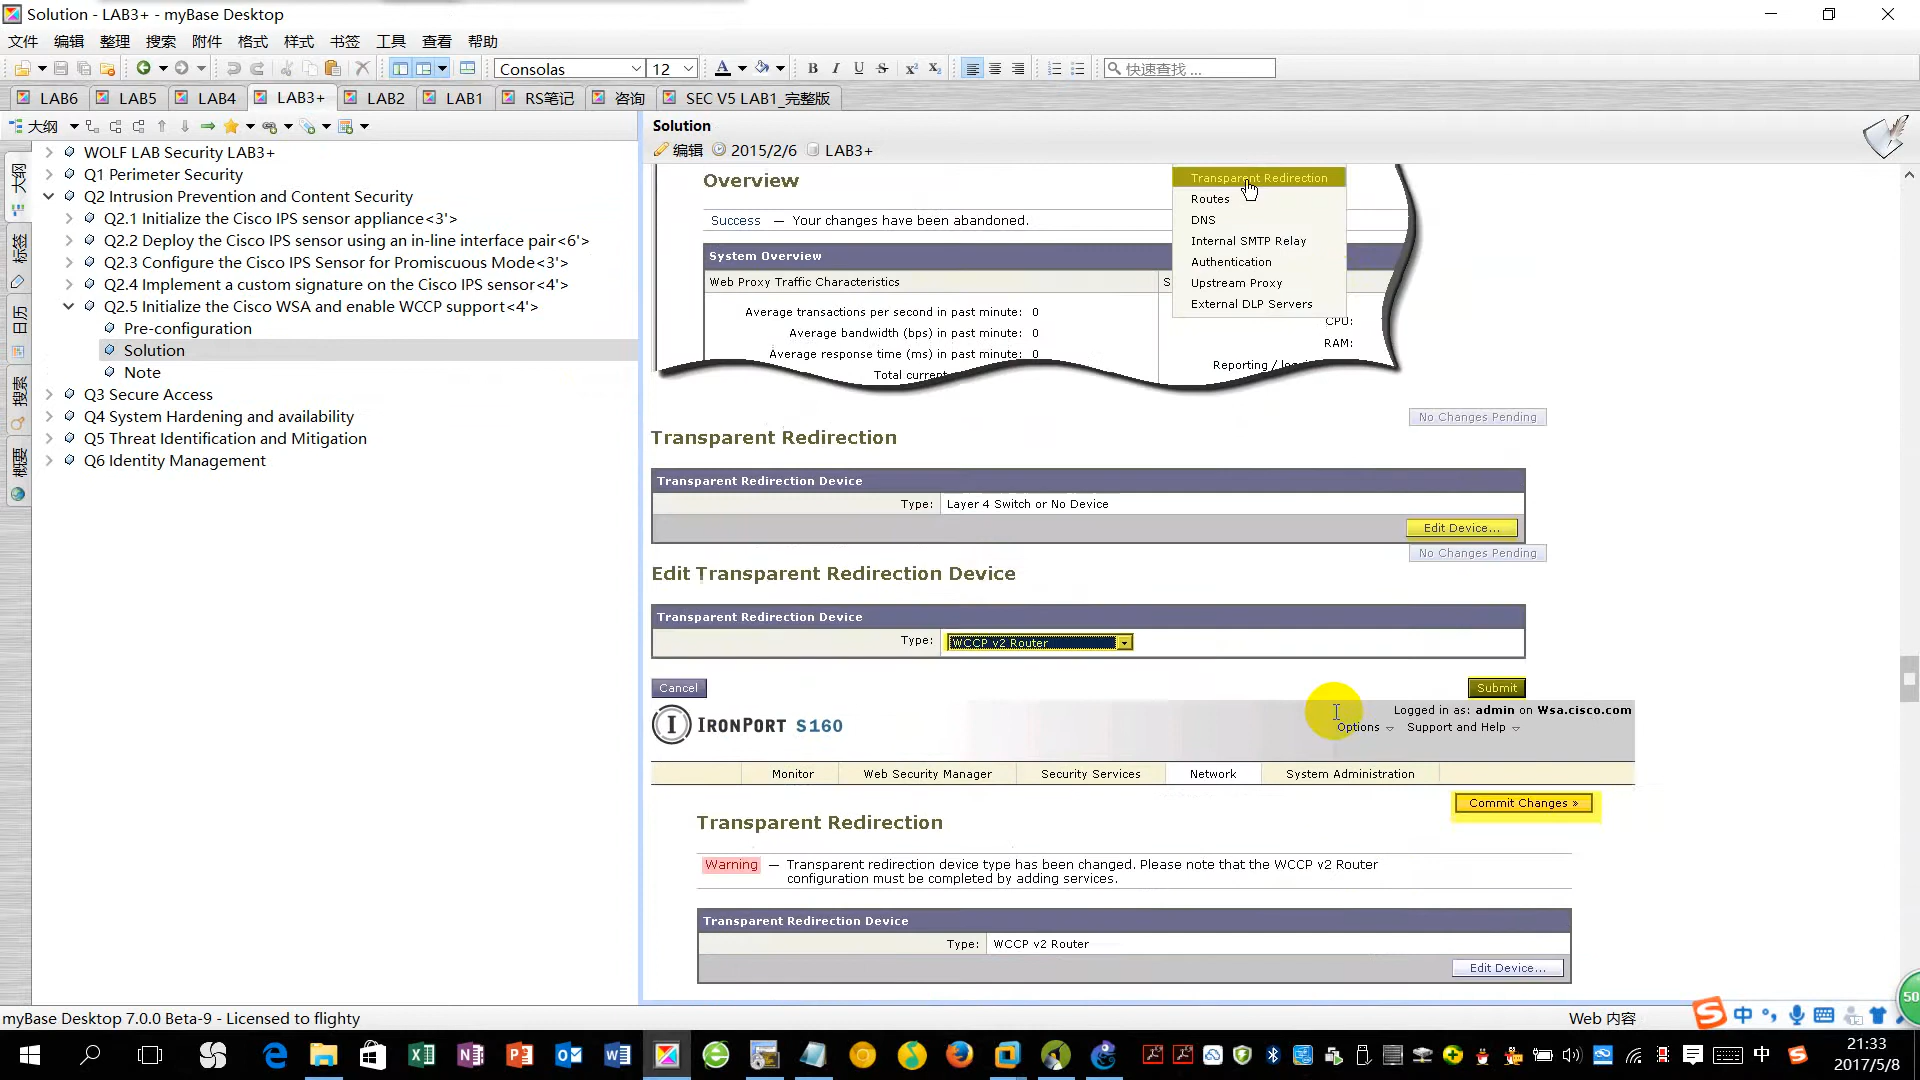 Solution - LAB3+ - myBase Desktop
文件 编辑 整理 搜索 附件 格式 样式 书签 工具 查看 帮助
Consolas 12 B I U S 快速查找 ...
LAB6 LAB5 LAB4 LAB3+ LAB2 LAB1 RS笔记 咨询 SEC V5 LAB1_完整版
大纲
大纲
标签
日历
搜索
概要
WOLF LAB Security LAB3+
Q1 Perimeter Security
Q2 Intrusion Prevention and Content Security
Q2.1 Initialize the Cisco IPS sensor appliance<3'>
Q2.2 Deploy the Cisco IPS sensor using an in-line interface pair<6'>
Q2.3 Configure the Cisco IPS Sensor for Promiscuous Mode<3'>
Q2.4 Implement a custom signature on the Cisco IPS sensor<4'>
Q2.5 Initialize the Cisco WSA and enable WCCP support<4'>
Pre-configuration
Solution
Note
Q3 Secure Access
Q4 System Hardening and availability
Q5 Threat Identification and Mitigation
Q6 Identity Management
Solution
编辑 2015/2/6 LAB3+
Overview
Success — Your changes have been abandoned.
System Overview
Web Proxy Traffic Characteristics
Average transactions per second in past minute: 0
Average bandwidth (bps) in past minute: 0
Average response time (ms) in past minute: 0
Total current
Transparent Redirection
Routes
DNS
Internal SMTP Relay
Authentication
Upstream Proxy
External DLP Servers
S
CPU:
RAM:
Reporting /
No Changes Pending
Transparent Redirection
Transparent Redirection Device
Type: Layer 4 Switch or No Device
Edit Device...
No Changes Pending
Edit Transparent Redirection Device
Transparent Redirection Device
Type: WCCP v2 Router
Cancel Submit
IRONPORT S160
Logged in as: admin on Wsa.cisco.com
Options Support and Help
Monitor Web Security Manager Security Services Network System Administration
Commit Changes »
Transparent Redirection
Warning — Transparent redirection device type has been changed. Please note that the WCCP v2 Router
configuration must be completed by adding services.
Transparent Redirection Device
Type: WCCP v2 Router
Edit Device...
50
myBase Desktop 7.0.0 Beta-9 - Licensed to flighty
Web 内容
中
中
21:33
2017/5/8